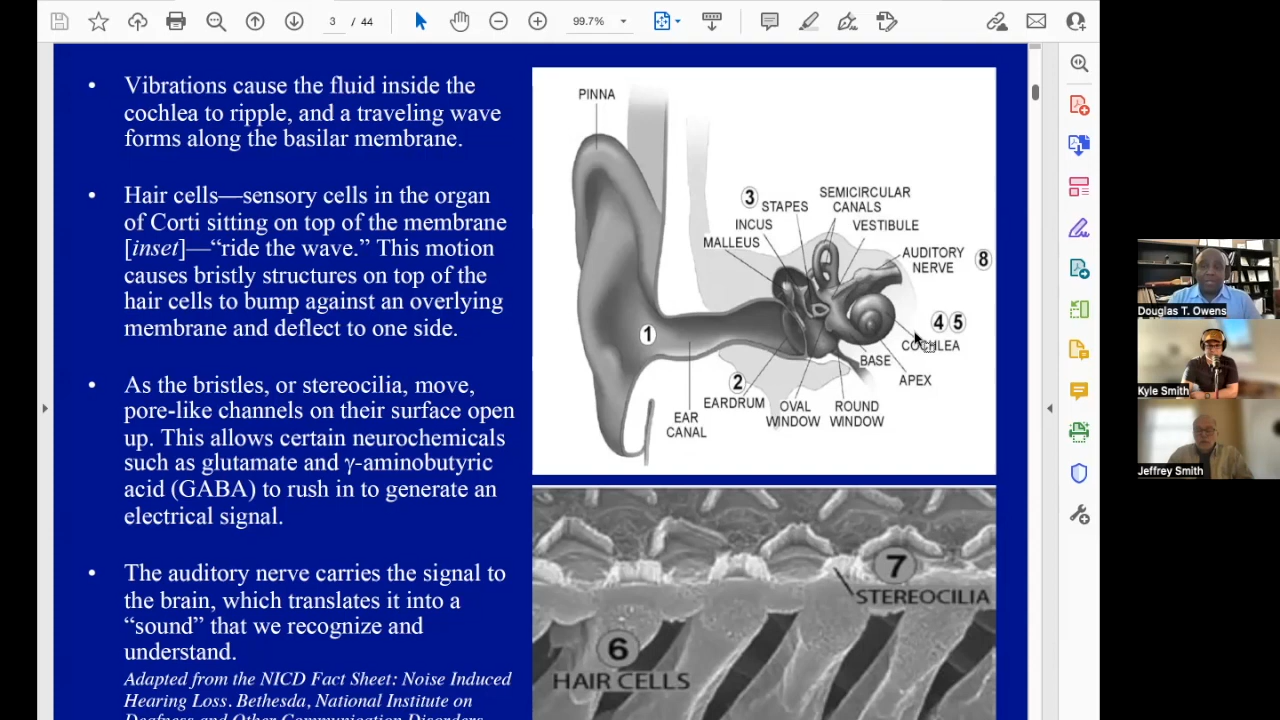 3 / 44
99.7%
• Vibrations cause the fluid inside the
cochlea to ripple, and a traveling wave
forms along the basilar membrane.
• Hair cells—sensory cells in the organ
of Corti sitting on top of the membrane
[inset]—“ride the wave.” This motion
causes bristly structures on top of the
hair cells to bump against an overlying
membrane and deflect to one side.
• As the bristles, or stereocilia, move,
pore-like channels on their surface open
up. This allows certain neurochemicals
such as glutamate and γ-aminobutyric
acid (GABA) to rush in to generate an
electrical signal.
• The auditory nerve carries the signal to
the brain, which translates it into a
“sound” that we recognize and
understand.
Adapted from the NICD Fact Sheet: Noise Induced
Hearing Loss. Bethesda, National Institute on
Deafness and Other Communication Disorders
PINNA
3 STAPES
INCUS
MALLEUS
SEMICIRCULAR
CANALS
VESTIBULE
AUDITORY
NERVE
8
4 5
COCHLEA
BASE
APEX
1
2
EARDRUM
EAR
CANAL
OVAL
WINDOW
ROUND
WINDOW
7
STEREOCILIA
6
HAIR CELLS
Douglas T. Owens
Kyle Smith
Jeffrey Smith